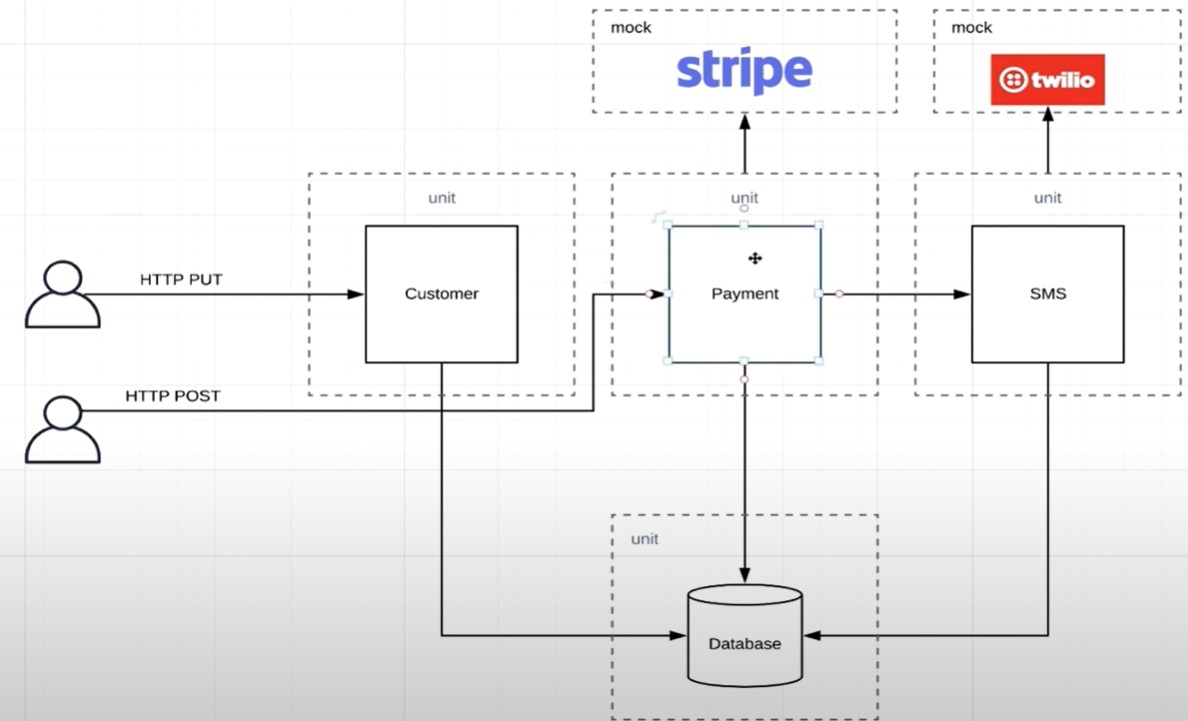 mock
stripe
mock
twilio
unit
unit
unit
HTTP PUT
Customer
Payment
SMS
HTTP POST
unit
Database